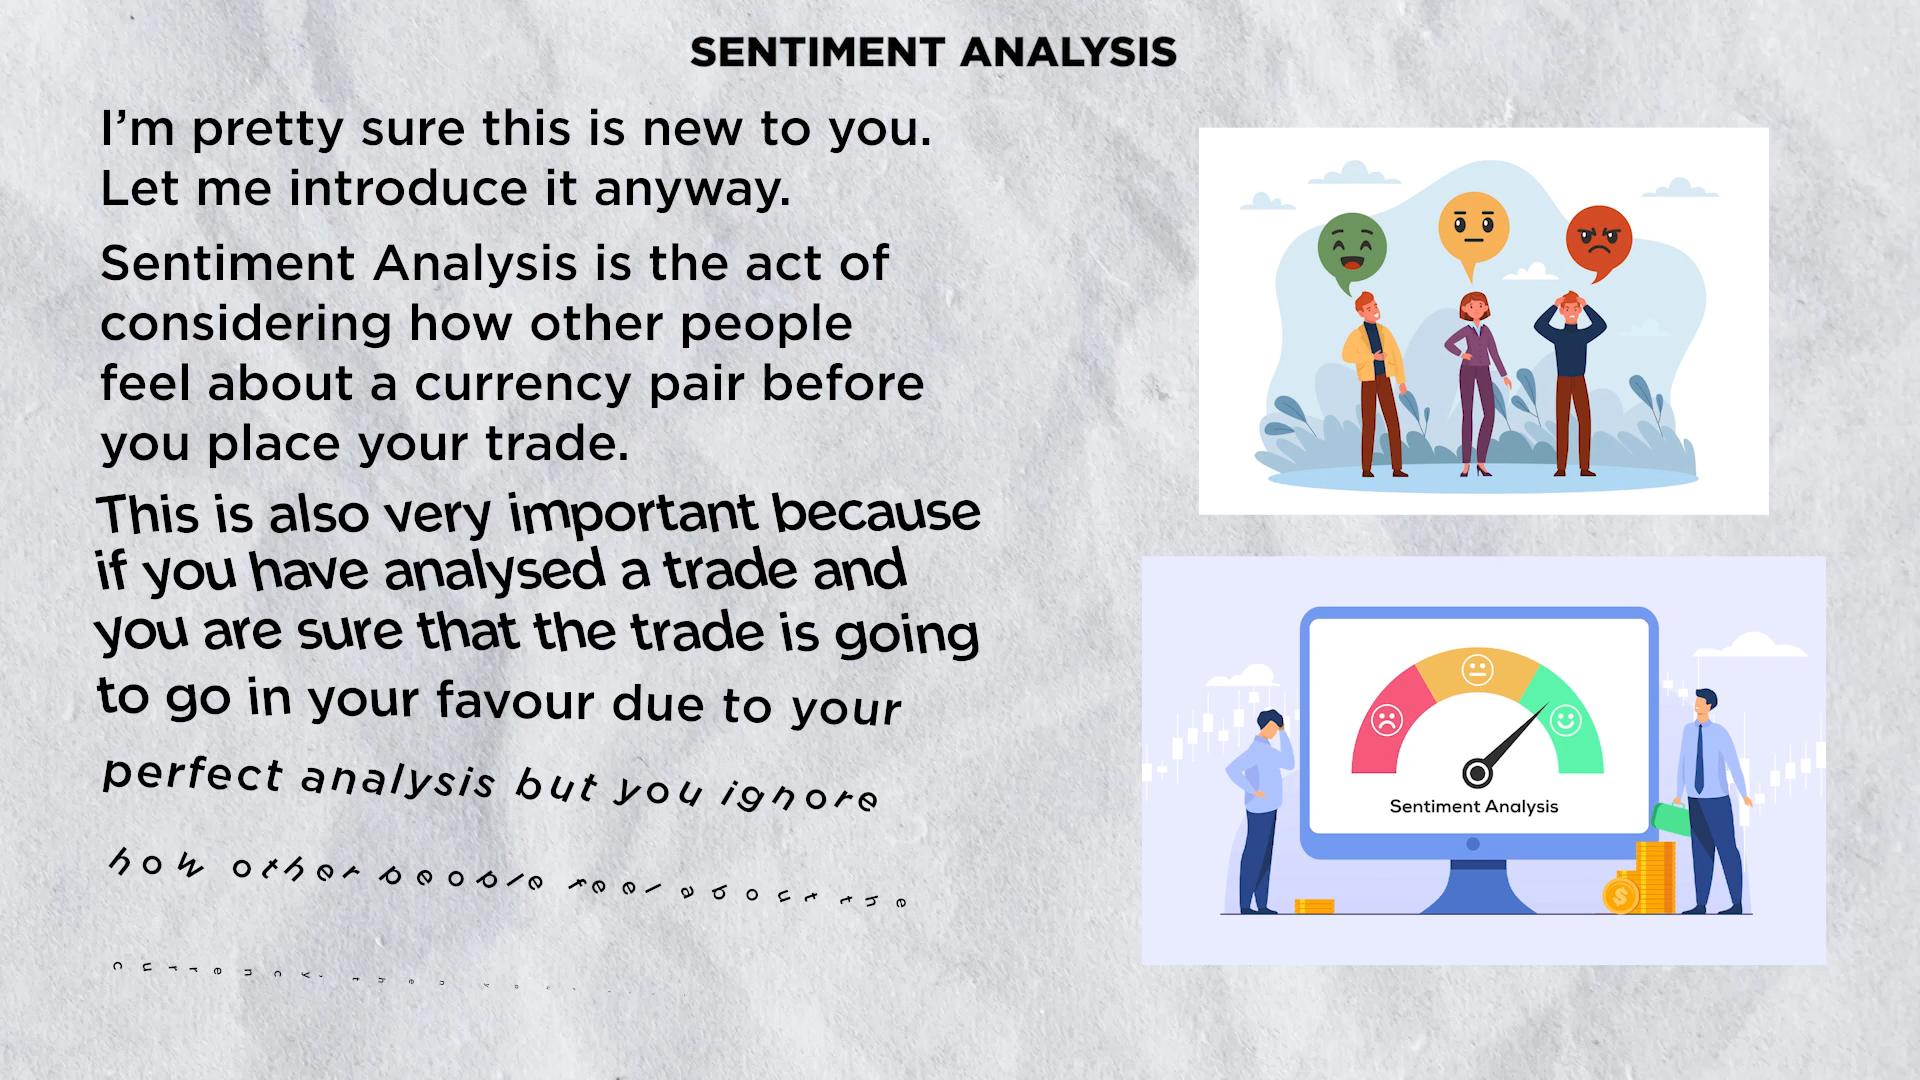 SENTIMENT ANALYSIS
I’m pretty sure this is new to you.
Let me introduce it anyway.
Sentiment Analysis is the act of
considering how other people
feel about a currency pair before
you place your trade.
This is also very important because
if you have analysed a trade and
you are sure that the trade is going
to go in your favour due to your
perfect analysis but you ignore
how other people feel about the
currency. then
Sentiment Analysis